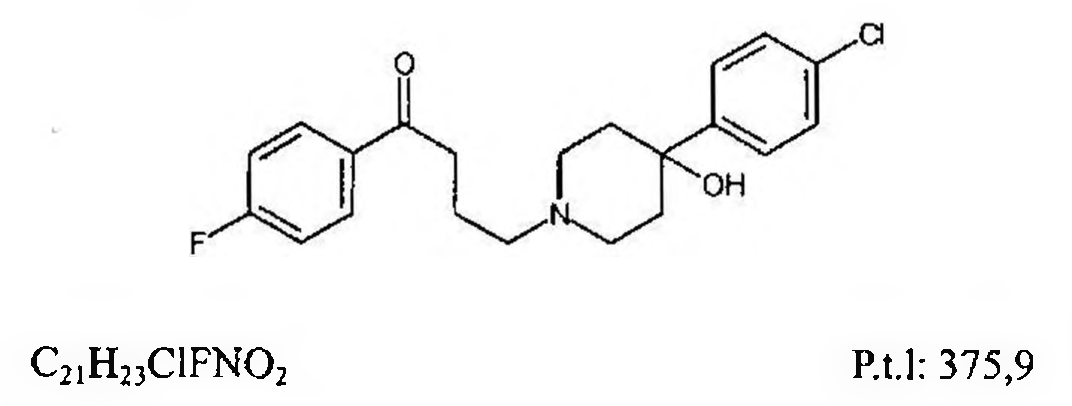 O
Cl
OH
N
F
C₂₁H₂₃ClFNO₂
P.t.l: 375,9